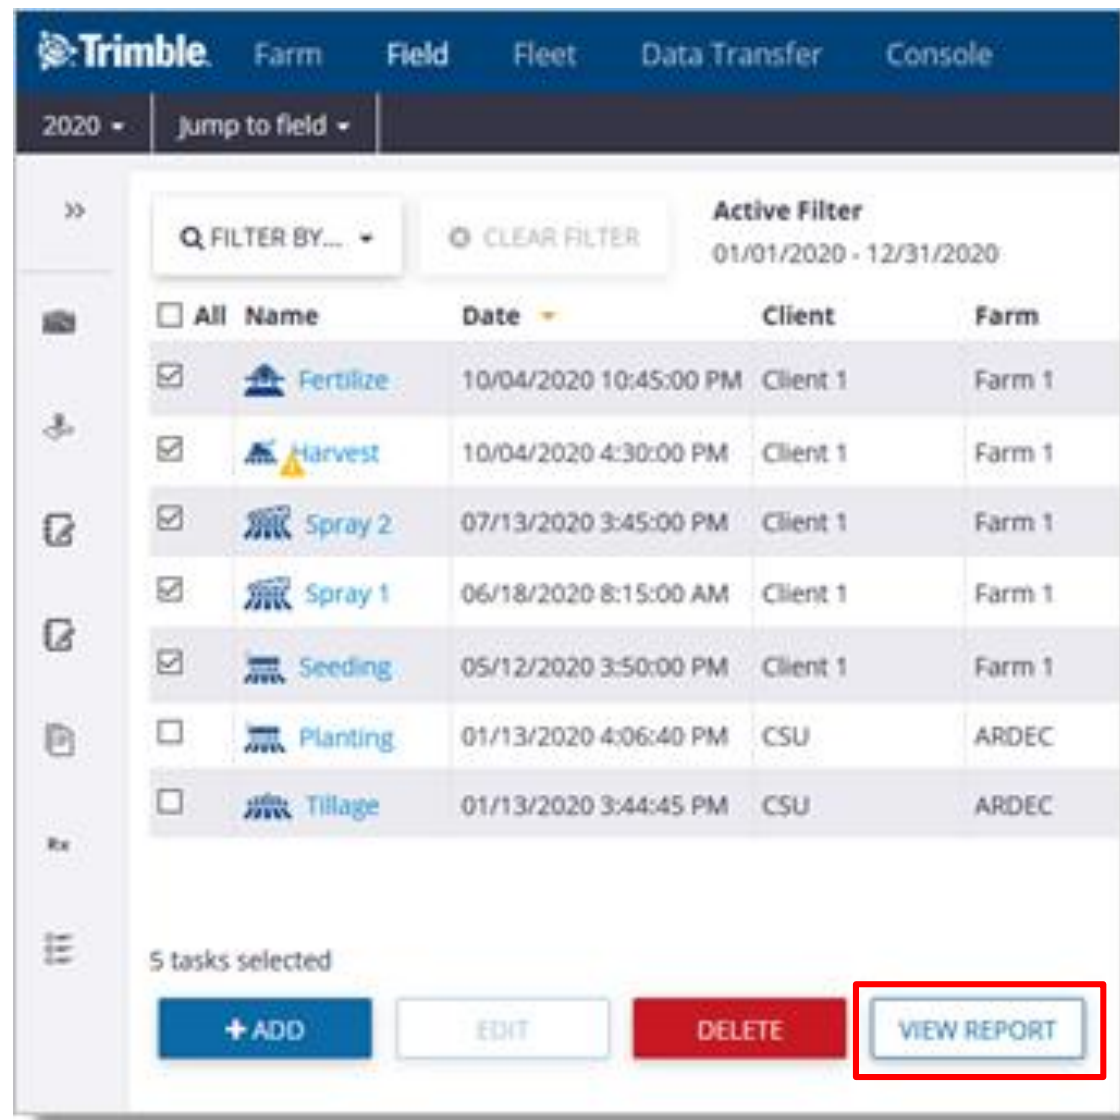 Trimble. Farm Field Fleet Data Transfer Console
2020 Jump to field
FILTER BY... CLEAR FILTER Active Filter
01/01/2020 - 12/31/2020
All Name Date Client Farm
Fertilize 10/04/2020 10:45:00 PM Client 1 Farm 1
Harvest 10/04/2020 4:30:00 PM Client 1 Farm 1
Spray 2 07/13/2020 3:45:00 PM Client 1 Farm 1
Spray 1 06/18/2020 8:15:00 AM Client 1 Farm 1
Seeding 05/12/2020 3:50:00 PM Client 1 Farm 1
Planting 01/13/2020 4:06:40 PM CSU ARDEC
Tillage 01/13/2020 3:44:45 PM CSU ARDEC
Rx
5 tasks selected
+ ADD EDIT DELETE VIEW REPORT